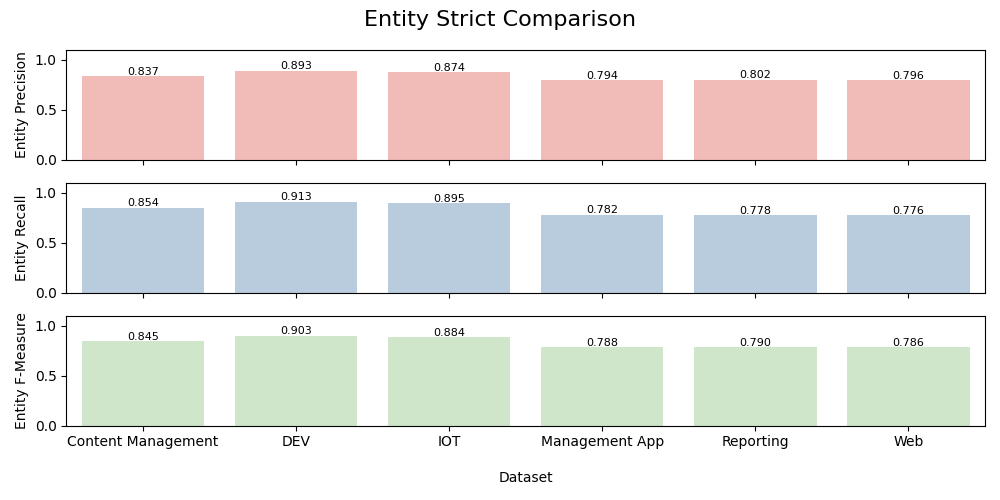 Entity Strict Comparison
Entity Precision
1.0
0.5
0.0
0.837 0.893 0.874 0.794 0.802 0.796
Entity Recall
1.0
0.5
0.0
0.854 0.913 0.895 0.782 0.778 0.776
Entity F-Measure
1.0
0.5
0.0
0.845 0.903 0.884 0.788 0.790 0.786
Content Management DEV IOT Management App Reporting Web
Dataset